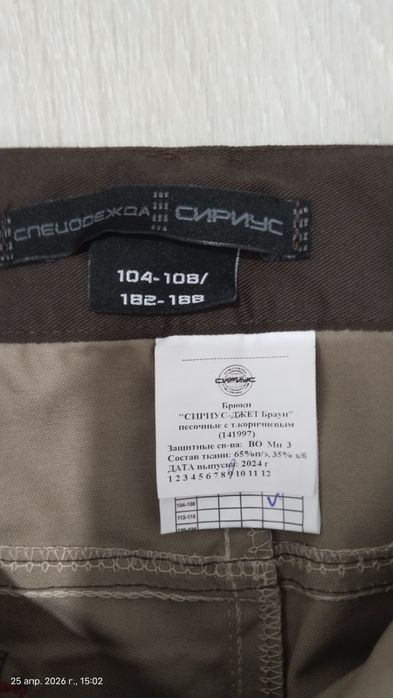 СПЕЦОДЕЖДА СИРИУС
104-108/
182-188
СИРИУС
Брюки
"СИРИУС-ДЖЕТ Браун"
песочные с т.коричневым
(141997)
Защитные св-ва: ВО Ми З
Состав ткани: 65%п/э, 35% х/б
ДАТА выпуска: 2024 г
1 2 3 4 5 6 7 8 9 10 11 12
104-108
112-116
120-124
25 апр. 2026 г., 15:02